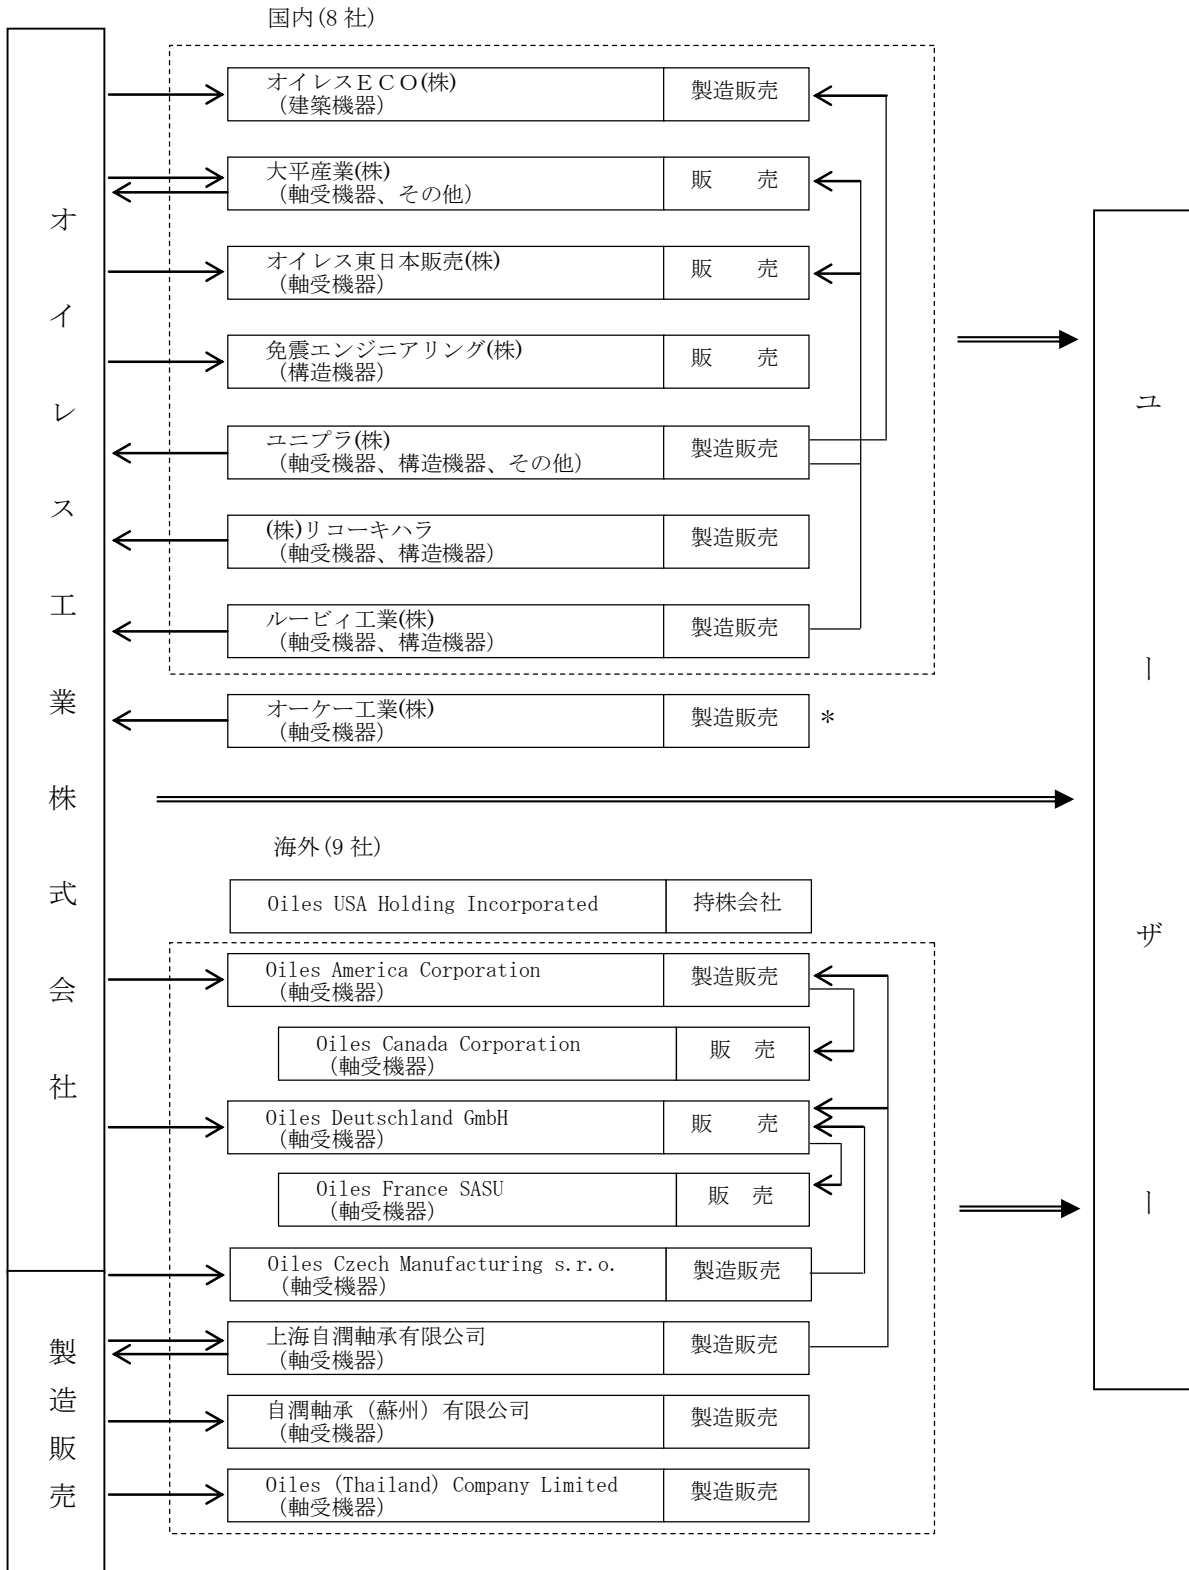 国内(8社)
オイレス工業株式会社
製造販売
オイレスECO(株)
(建築機器)
製造販売
大平産業(株)
(軸受機器、その他)
販　売
オイレス東日本販売(株)
(軸受機器)
販　売
免震エンジニアリング(株)
(構造機器)
販　売
ユニプラ(株)
(軸受機器、構造機器、その他)
製造販売
(株)リコーキハラ
(軸受機器、構造機器)
製造販売
ルービィ工業(株)
(軸受機器、構造機器)
製造販売
オーケー工業(株)
(軸受機器)
製造販売
*
海外(9社)
Oiles USA Holding Incorporated
持株会社
Oiles America Corporation
(軸受機器)
製造販売
Oiles Canada Corporation
(軸受機器)
販　売
Oiles Deutschland GmbH
(軸受機器)
販　売
Oiles France SASU
(軸受機器)
販　売
Oiles Czech Manufacturing s.r.o.
(軸受機器)
製造販売
上海自潤軸承有限公司
(軸受機器)
製造販売
自潤軸承(蘇州)有限公司
(軸受機器)
製造販売
Oiles (Thailand) Company Limited
(軸受機器)
製造販売
ユーザー